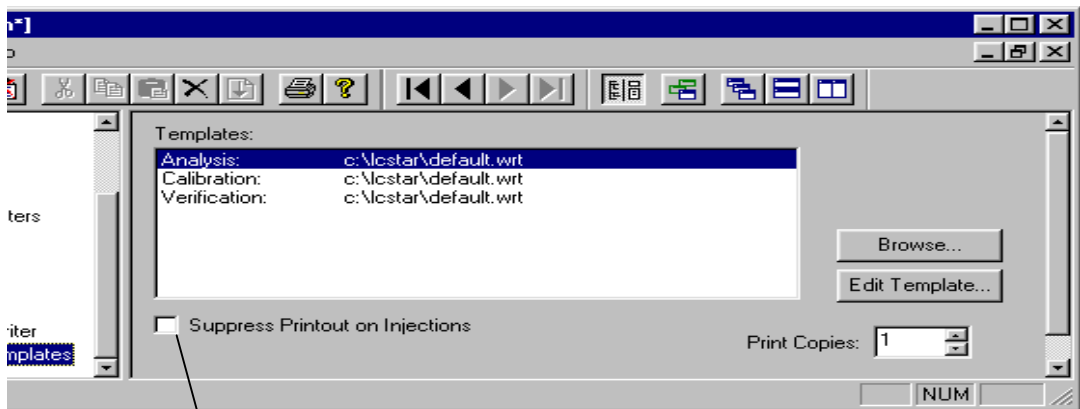 Templates:
Analysis: c:\lcstar\default.wrt
Calibration: c:\lcstar\default.wrt
Verification: c:\lcstar\default.wrt
ters
Browse...
Edit Template...
Suppress Printout on Injections
riter
mplates
Print Copies: 1
NUM